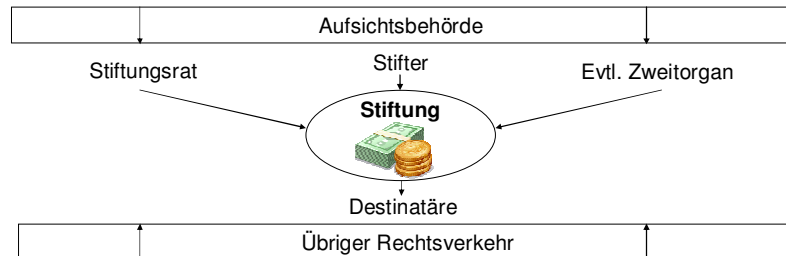 Aufsichtsbehörde
Stiftungsrat
Stifter
Evtl. Zweitorgan
Stiftung
Destinatäre
Übriger Rechtsverkehr